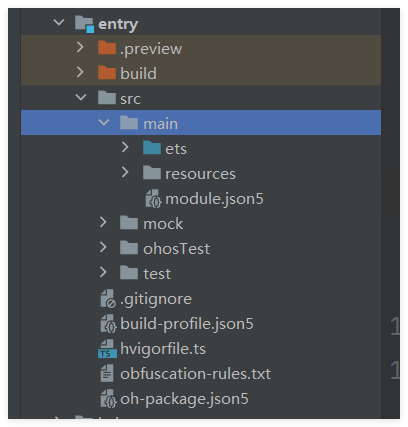 entry
.preview
build
src
main
ets
resources
module.json5
mock
ohosTest
test
.gitignore
build-profile.json5
hvigorfile.ts
obfuscation-rules.txt
oh-package.json5